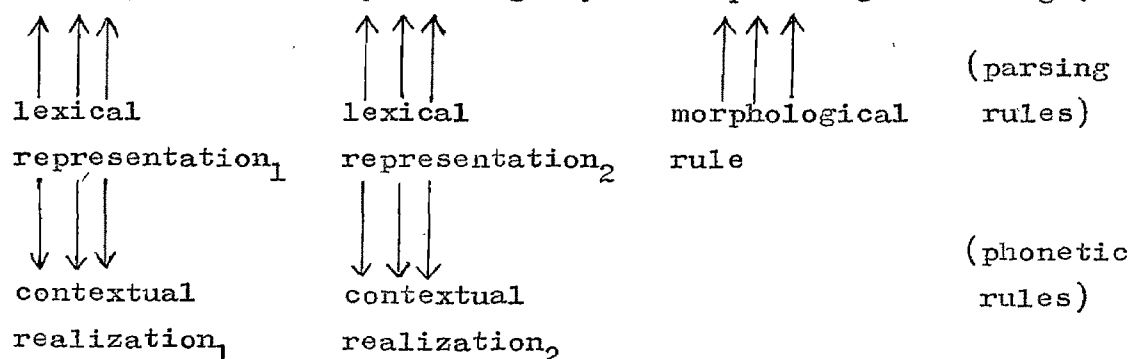 (parsing
lexical lexical morphological rules)
representation₁ representation₂ rule
(phonetic
contextual contextual rules)
realization₁ realization₂